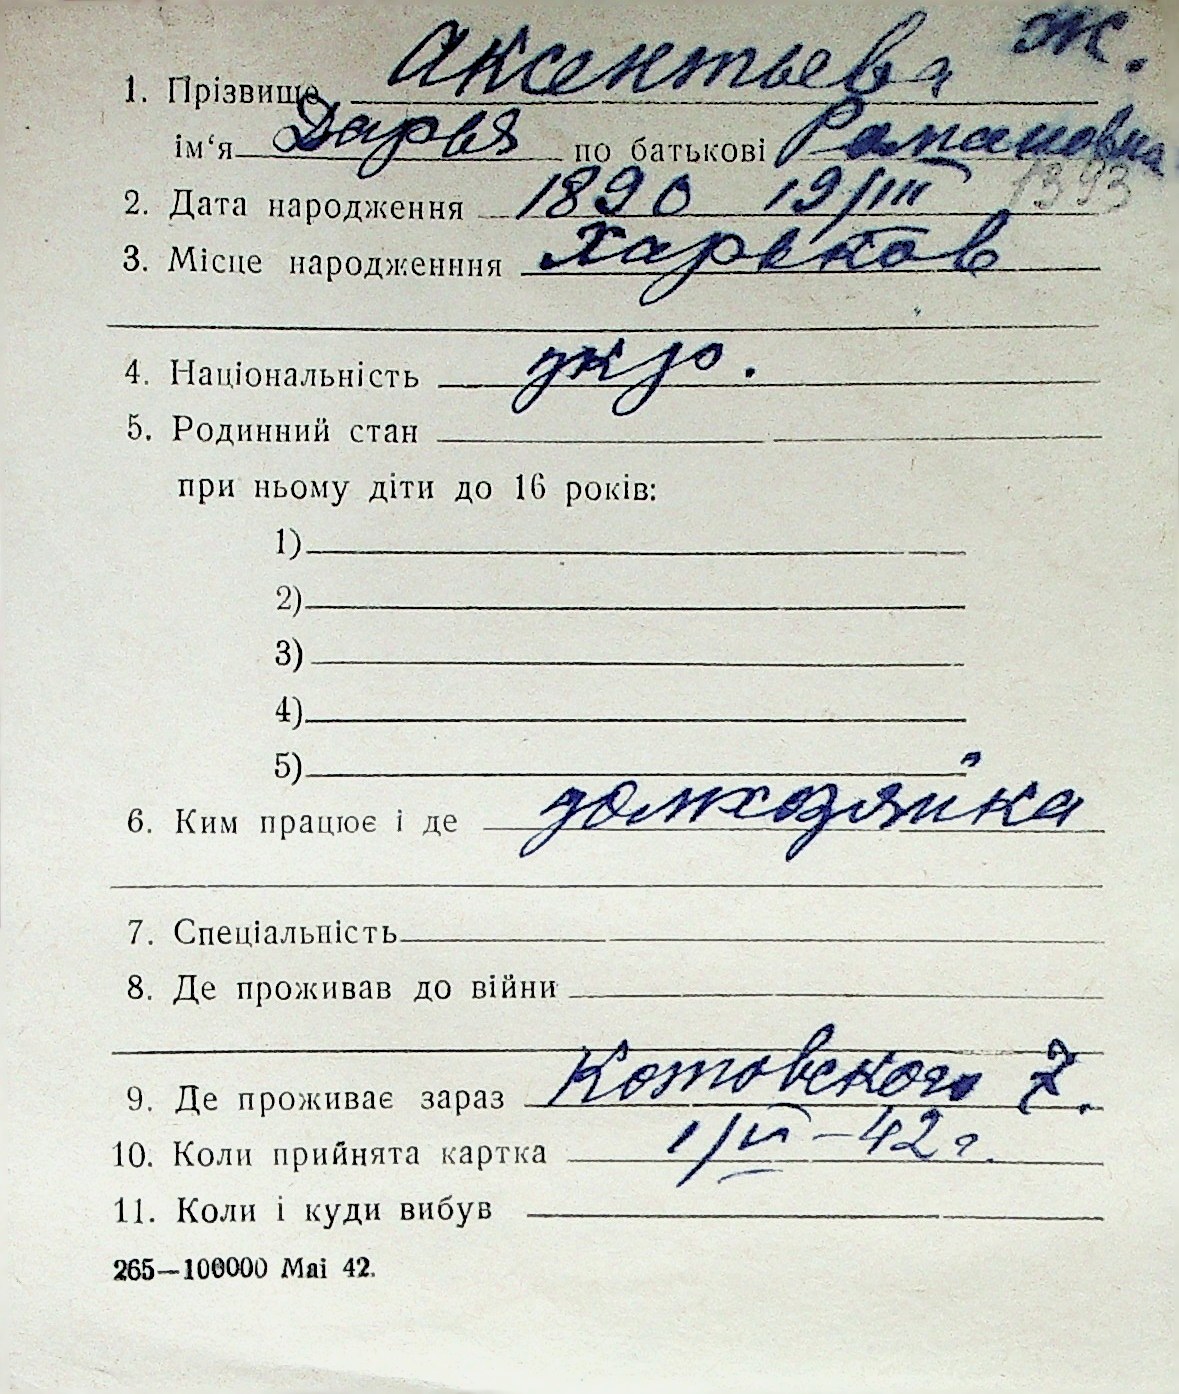 Ж.
1. Прізвище Аксентьева
ім‘я Дарья по батькові Романовна
1393
2. Дата народження 1890 19/III
3. Місце народженння Харьков
4. Національність укр.
5. Родинний стан
при ньому діти до 16 років:
1)
2)
3)
4)
5)
6. Ким працює і де домхозяйка
7. Спеціальність
8. Де проживав до війни
9. Де проживає зараз Котовского 7.
10. Коли прийнята картка 1/VI–42 г.
11. Коли і куди вибув
265—100000 Mai 42.